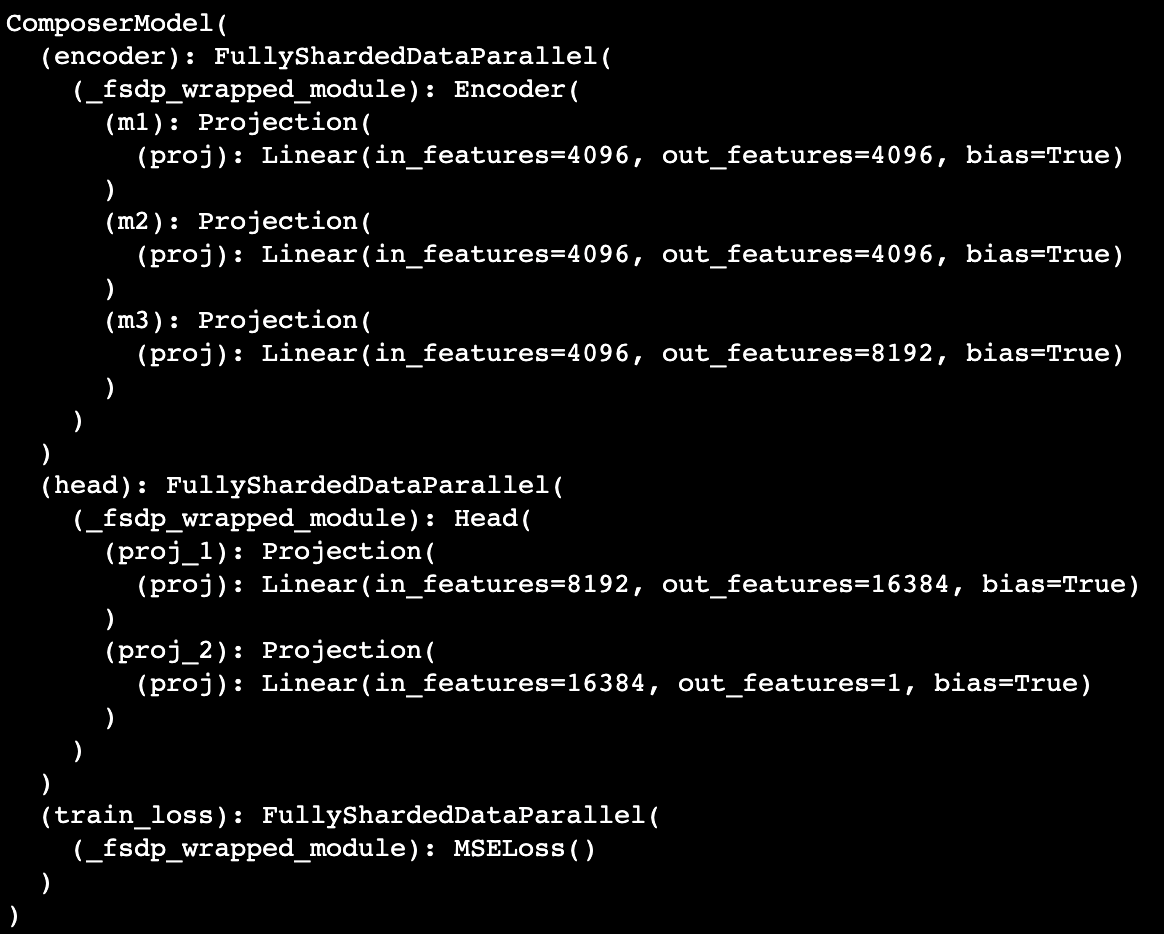 ComposerModel(
  (encoder): FullyShardedDataParallel(
    (_fsdp_wrapped_module): Encoder(
      (m1): Projection(
        (proj): Linear(in_features=4096, out_features=4096, bias=True)
      )
      (m2): Projection(
        (proj): Linear(in_features=4096, out_features=4096, bias=True)
      )
      (m3): Projection(
        (proj): Linear(in_features=4096, out_features=8192, bias=True)
      )
    )
  )
  (head): FullyShardedDataParallel(
    (_fsdp_wrapped_module): Head(
      (proj_1): Projection(
        (proj): Linear(in_features=8192, out_features=16384, bias=True)
      )
      (proj_2): Projection(
        (proj): Linear(in_features=16384, out_features=1, bias=True)
      )
    )
  )
  (train_loss): FullyShardedDataParallel(
    (_fsdp_wrapped_module): MSELoss()
  )
)